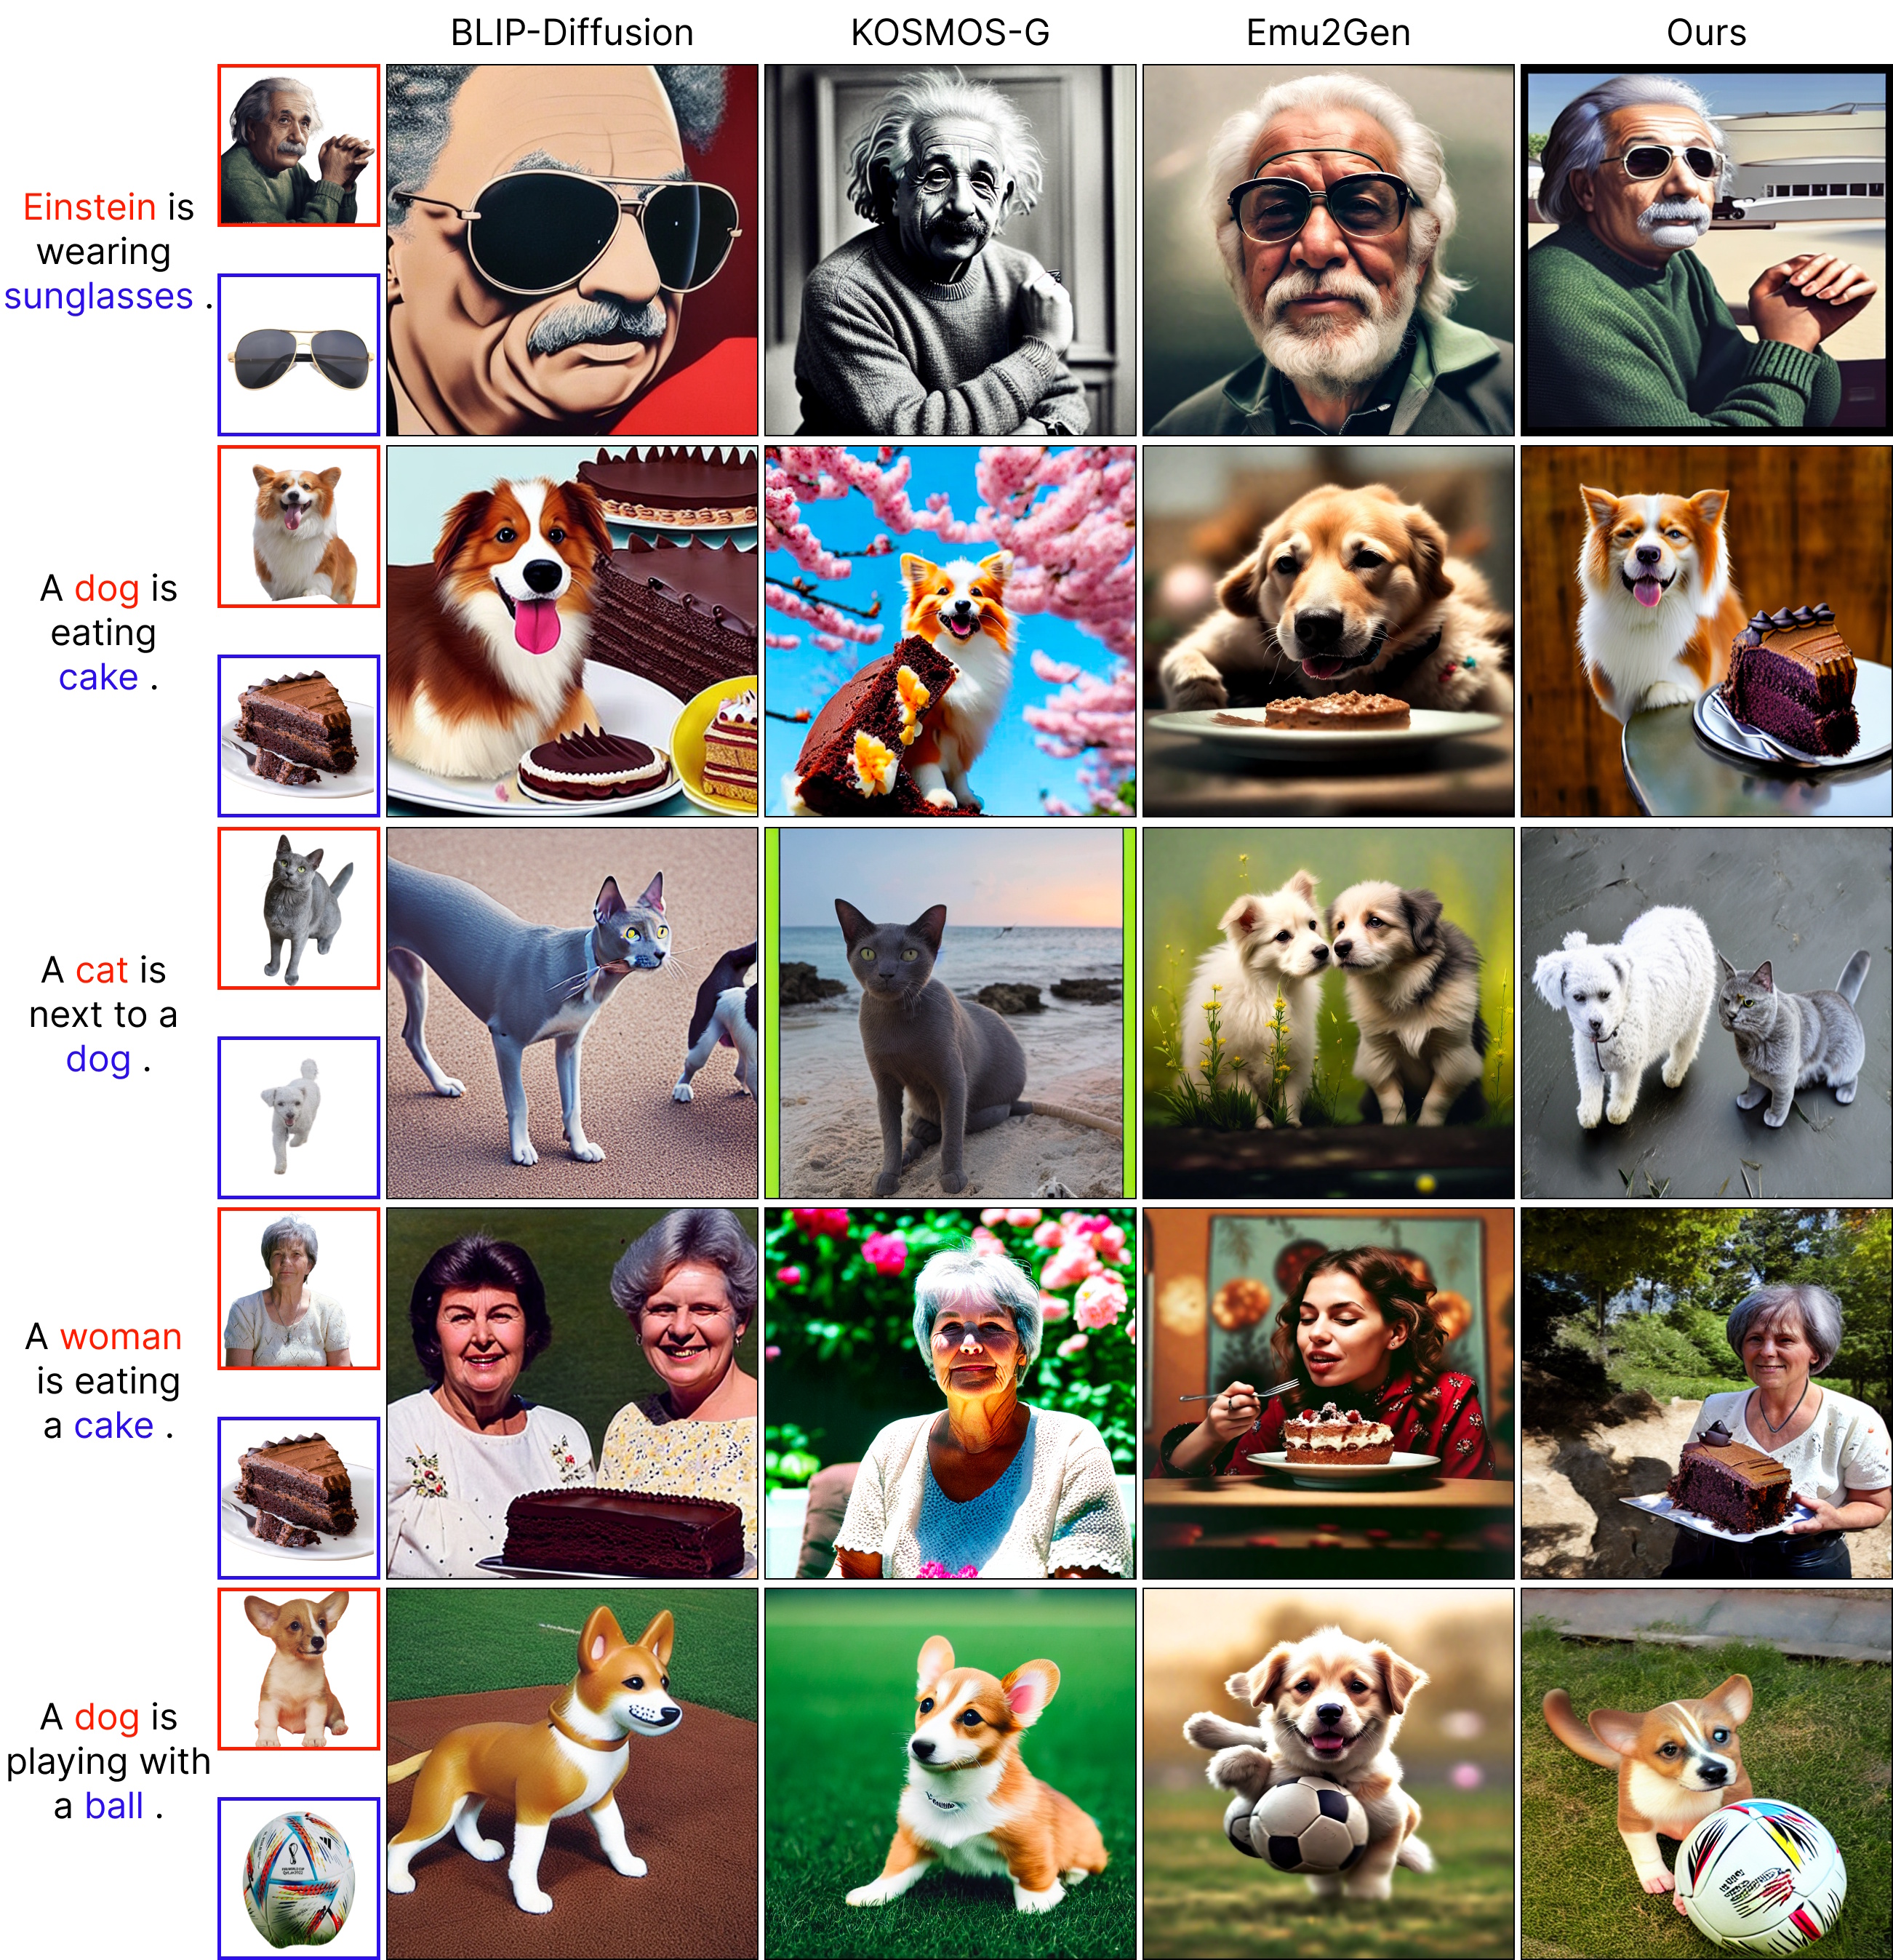 BLIP-Diffusion KOSMOS-G Emu2Gen Ours
Einstein is
wearing
sunglasses .
A dog is
eating
cake .
A cat is
next to a
dog .
A woman
is eating
a cake .
A dog is
playing with
a ball .